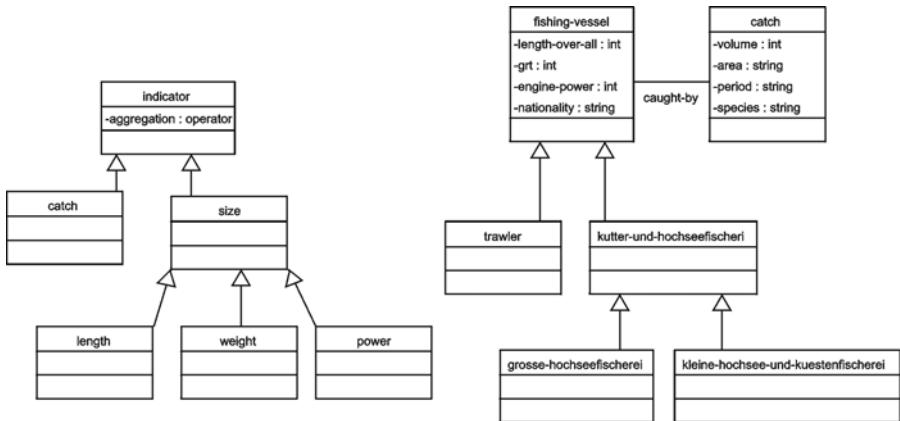 indicator
-aggregation : operator
catch
size
length
weight
power
fishing-vessel
-length-over-all : int
-grt : int
-engine-power : int
-nationality : string
caught-by
catch
-volume : int
-area : string
-period : string
-species : string
trawler
kutter-und-hochseefischeri
grosse-hochseefischerei
kleine-hochsee-und-kuestenfischerei